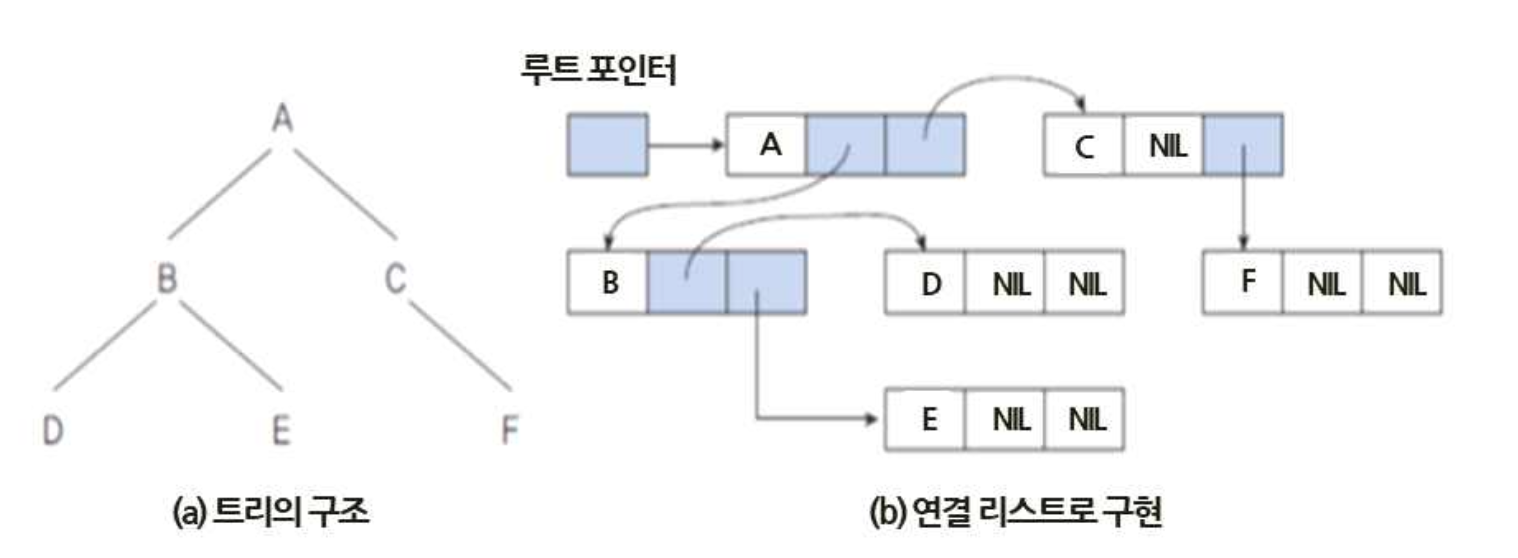 루트 포인터
A
B C
D E F
A
C NIL
B
D NIL NIL
F NIL NIL
E NIL NIL
(a) 트리의 구조
(b) 연결 리스트로 구현